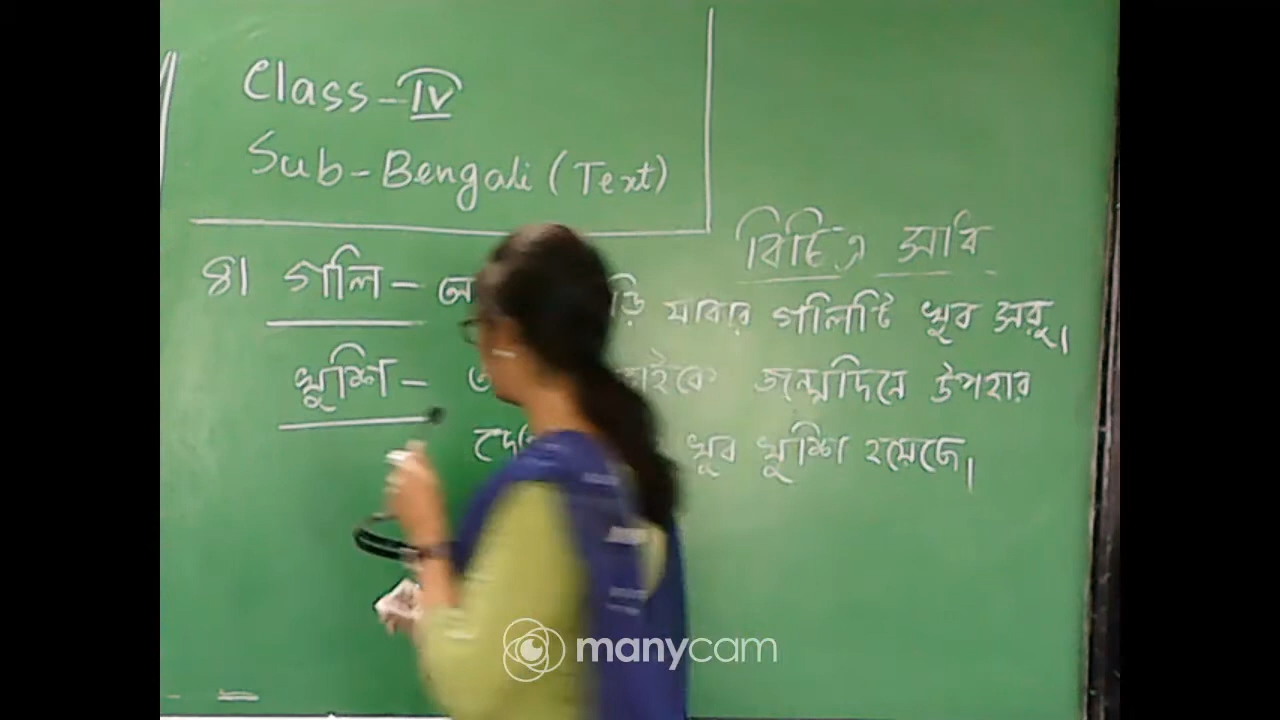 Class - IV
Sub - Bengali (Text)
বিচিত্র সাধ
৪। গলি - যাবার গলিটি খুব সরু।
খুশি - জন্মদিনে উপহার
খুব খুশি হয়েছে।
manycam